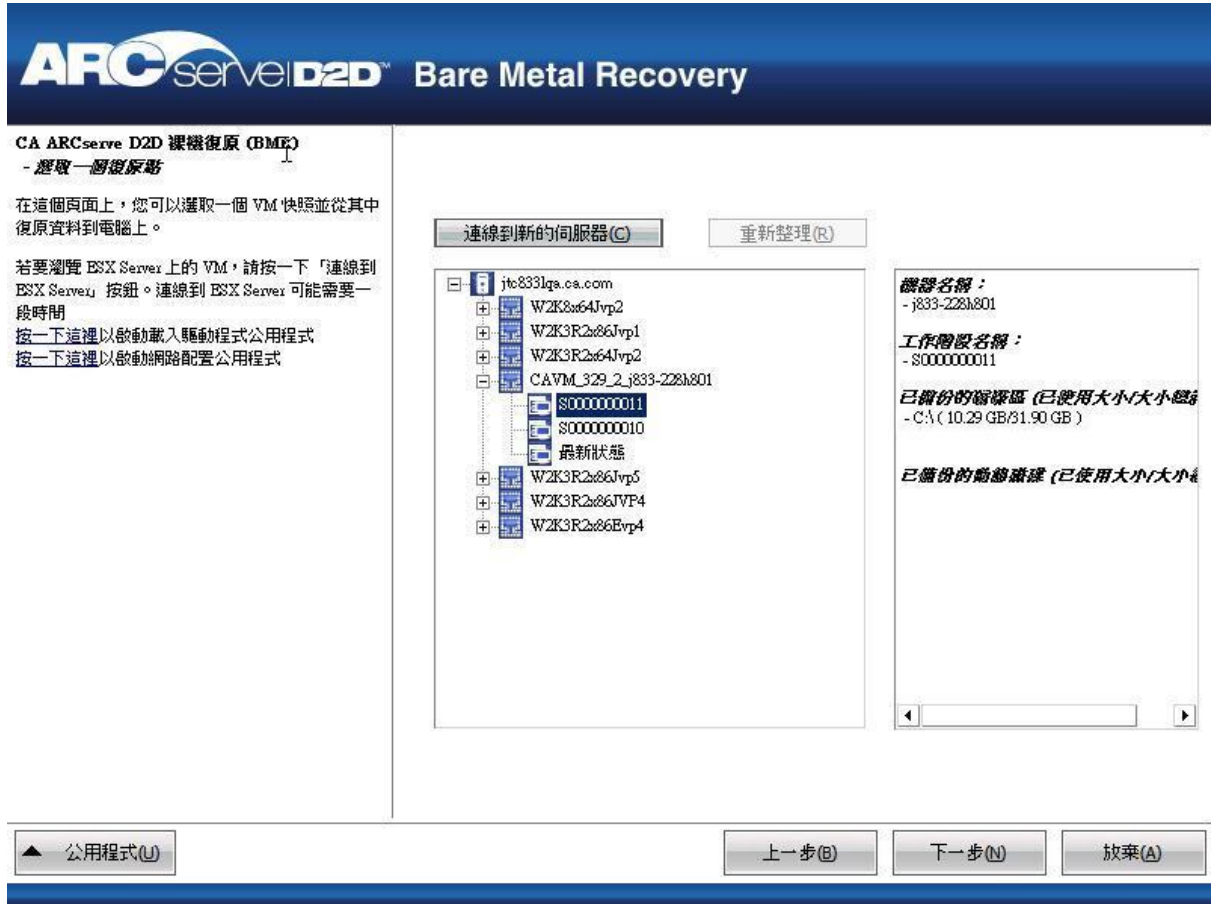 ARCserve D2D™ Bare Metal Recovery
CA ARCserve D2D 裸機復原 (BMR)
- 選取一個復原點
在這個頁面上，您可以選取一個 VM 快照並從其中
復原資料到電腦上。
若要瀏覽 ESX Server 上的 VM，請按一下「連線到
ESX Server」按鈕。連線到 ESX Server 可能需要一
段時間
按一下這裡以啟動載入驅動程式公用程式
按一下這裡以啟動網路配置公用程式
連線到新的伺服器(C)
重新整理(R)
jtc833lqa.ca.com
W2K8x64Jvp2
W2K3R2x86Jvp1
W2K3R2x64Jvp2
CAVM_329_2_j833-228h801
S0000000011
S0000000010
最新狀態
W2K3R2x86Jvp5
W2K3R2x86JVP4
W2K3R2x86Evp4
機器名稱：
- j833-228h801
工作階段名稱：
- S0000000011
已備份的磁碟區 (已使用大小/大小總
- C:\ ( 10.29 GB/31.90 GB )
已備份的動態磁碟 (已使用大小/大小
公用程式(U)
上一步(B)
下一步(N)
放棄(A)